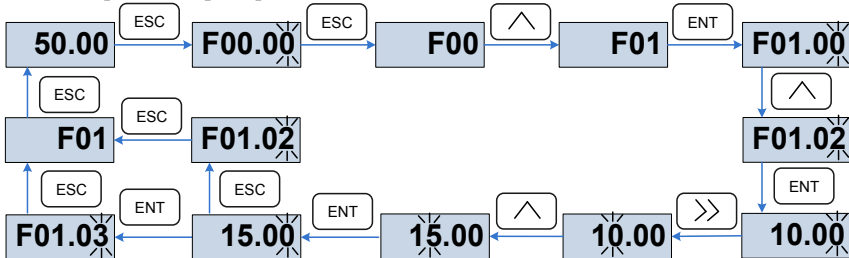 ESC ESC ENT
50.00 F00.00 F00 F01 F01.00
ESC ESC
F01 F01.02 F01.02
ESC ENT ESC ENT ENT
F01.03 15.00 15.00 10.00 10.00